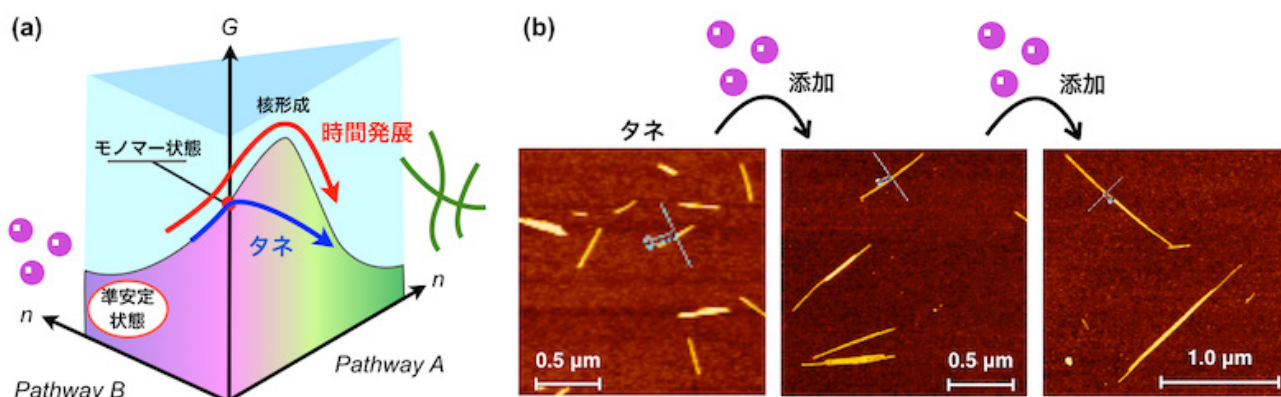 (a)
G
核形成
時間発展
モノマー状態
タネ
準安定
状態
n
n
Pathway A
Pathway B
(b)
添加
添加
タネ
0.5 μm
0.5 μm
1.0 μm